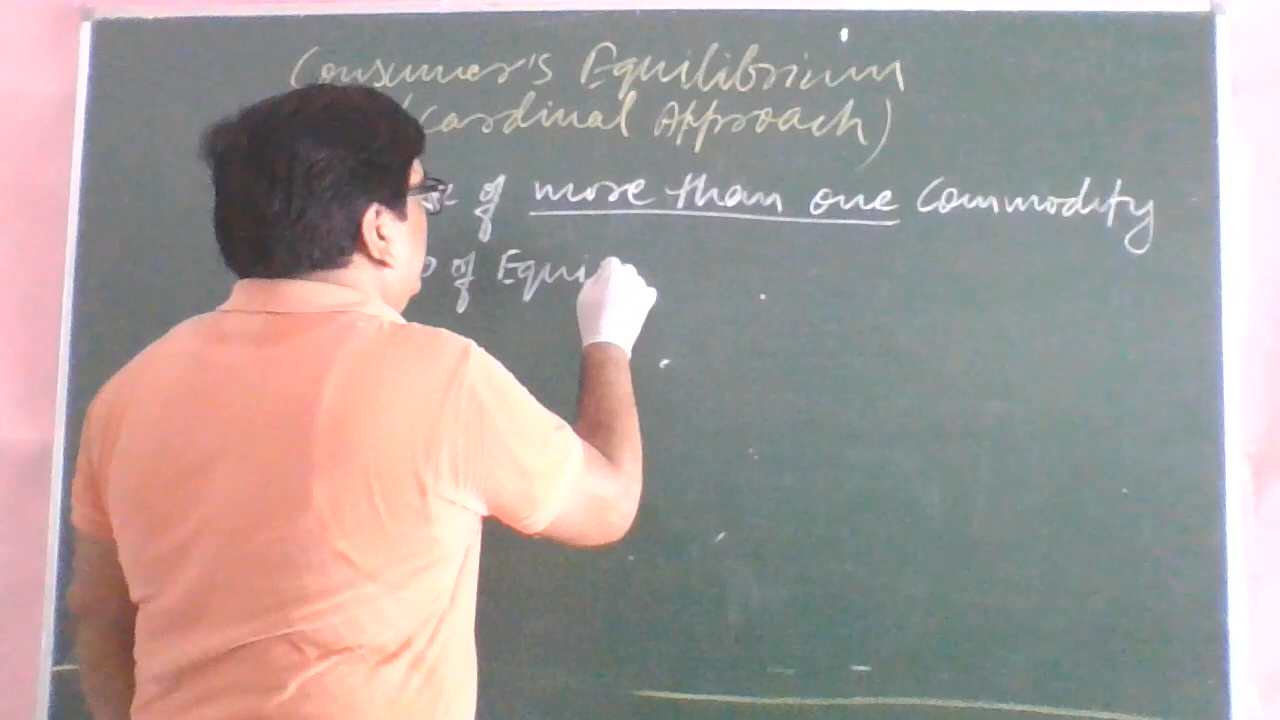 Consumer's Equilibrium
(Cardinal Approach)
of more than one Commodity
of Equi